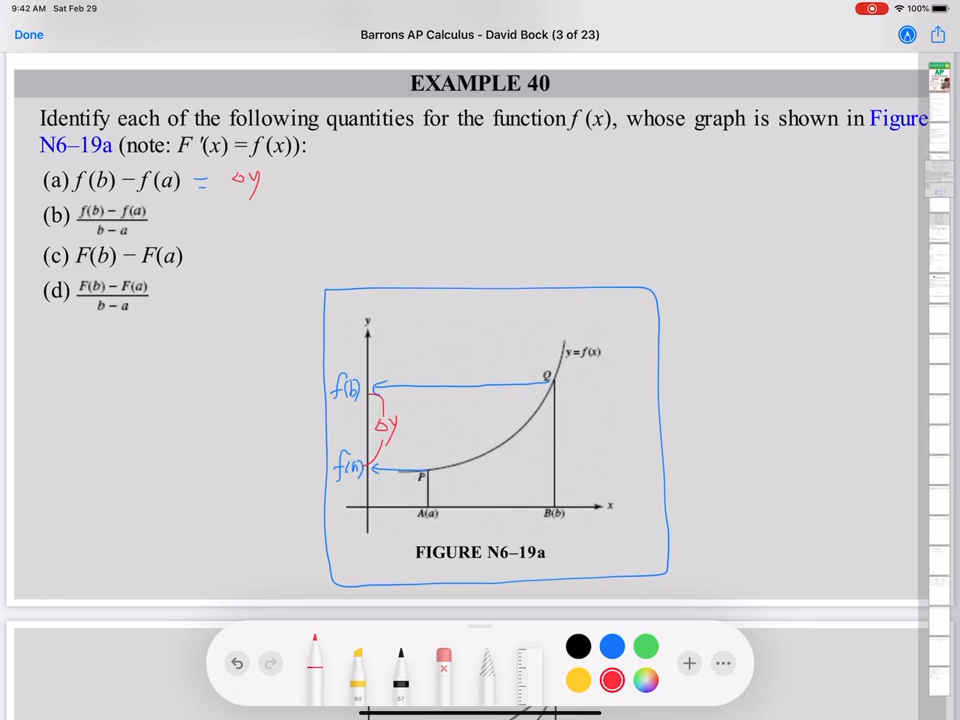 9:42 AM Sat Feb 29
100%
Done
Barrons AP Calculus - David Bock (3 of 23)
EXAMPLE 40
Identify each of the following quantities for the function f (x), whose graph is shown in Figure
N6–19a (note: F '(x) = f (x)):
(a) f (b) − f (a) = Δy
(b) f(b) − f(a) / b − a
(c) F(b) − F(a)
(d) F(b) − F(a) / b − a
y
y = f(x)
Q
f(b)
Δy
f(a)
P
x
A(a)
B(b)
FIGURE N6–19a